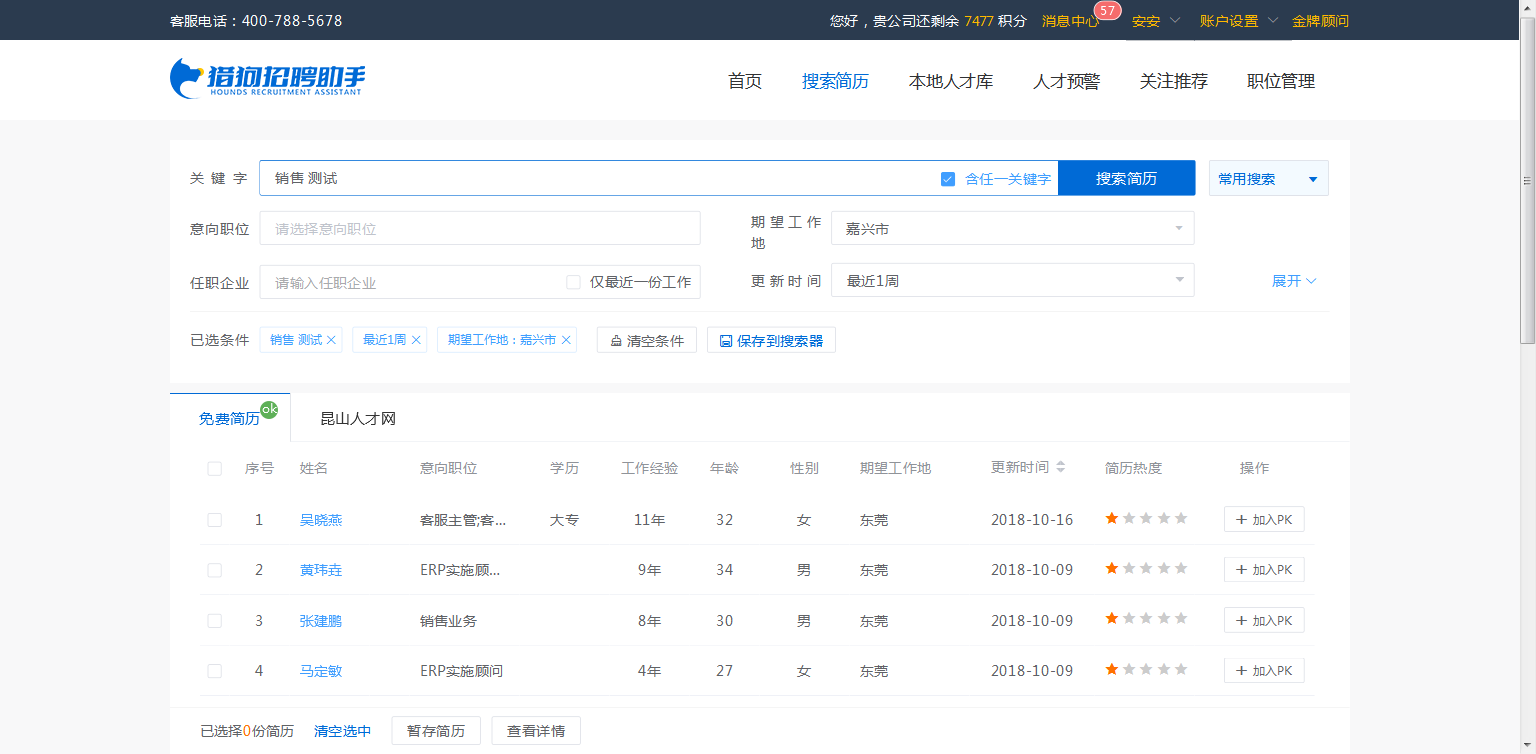 客服电话：400-788-5678 您好，贵公司还剩余 7477 积分 消息中心 57 安安 账户设置 金牌顾问
猎狗招聘助手 首页 搜索简历 本地人才库 人才预警 关注推荐 职位管理
HOUNDS RECRUITMENT ASSISTANT
关键字 销售 测试 含任一关键字 搜索简历 常用搜索
意向职位 请选择意向职位 期望工作地 嘉兴市
任职企业 请输入任职企业 仅最近一份工作 更新时间 最近1周 展开
已选条件 销售 测试 最近1周 期望工作地：嘉兴市 清空条件 保存到搜索器
免费简历 ok 昆山人才网
序号 姓名 意向职位 学历 工作经验 年龄 性别 期望工作地 更新时间 简历热度 操作
1 吴晓燕 客服主管;客... 大专 11年 32 女 东莞 2018-10-16 + 加入PK
2 黄玮垚 ERP实施顾... 9年 34 男 东莞 2018-10-09 + 加入PK
3 张建鹏 销售业务 8年 30 男 东莞 2018-10-09 + 加入PK
4 马定敏 ERP实施顾问 4年 27 女 东莞 2018-10-09 + 加入PK
已选择0份简历 清空选中 暂存简历 查看详情